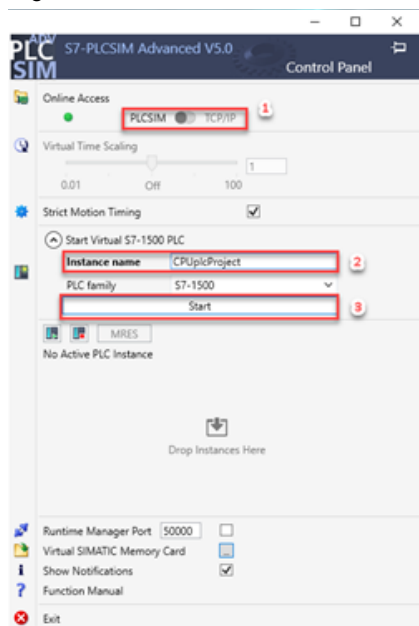 PLC SIM ADV
S7-PLCSIM Advanced V5.0
Control Panel
Online Access
PLCSIM TCP/IP
1
Virtual Time Scaling
1
0.01 Off 100
Strict Motion Timing
Start Virtual S7-1500 PLC
Instance name CPUplcProject
2
PLC family S7-1500
Start
3
MRES
No Active PLC Instance
Drop Instances Here
Runtime Manager Port 50000
Virtual SIMATIC Memory Card ...
Show Notifications
Function Manual
Exit